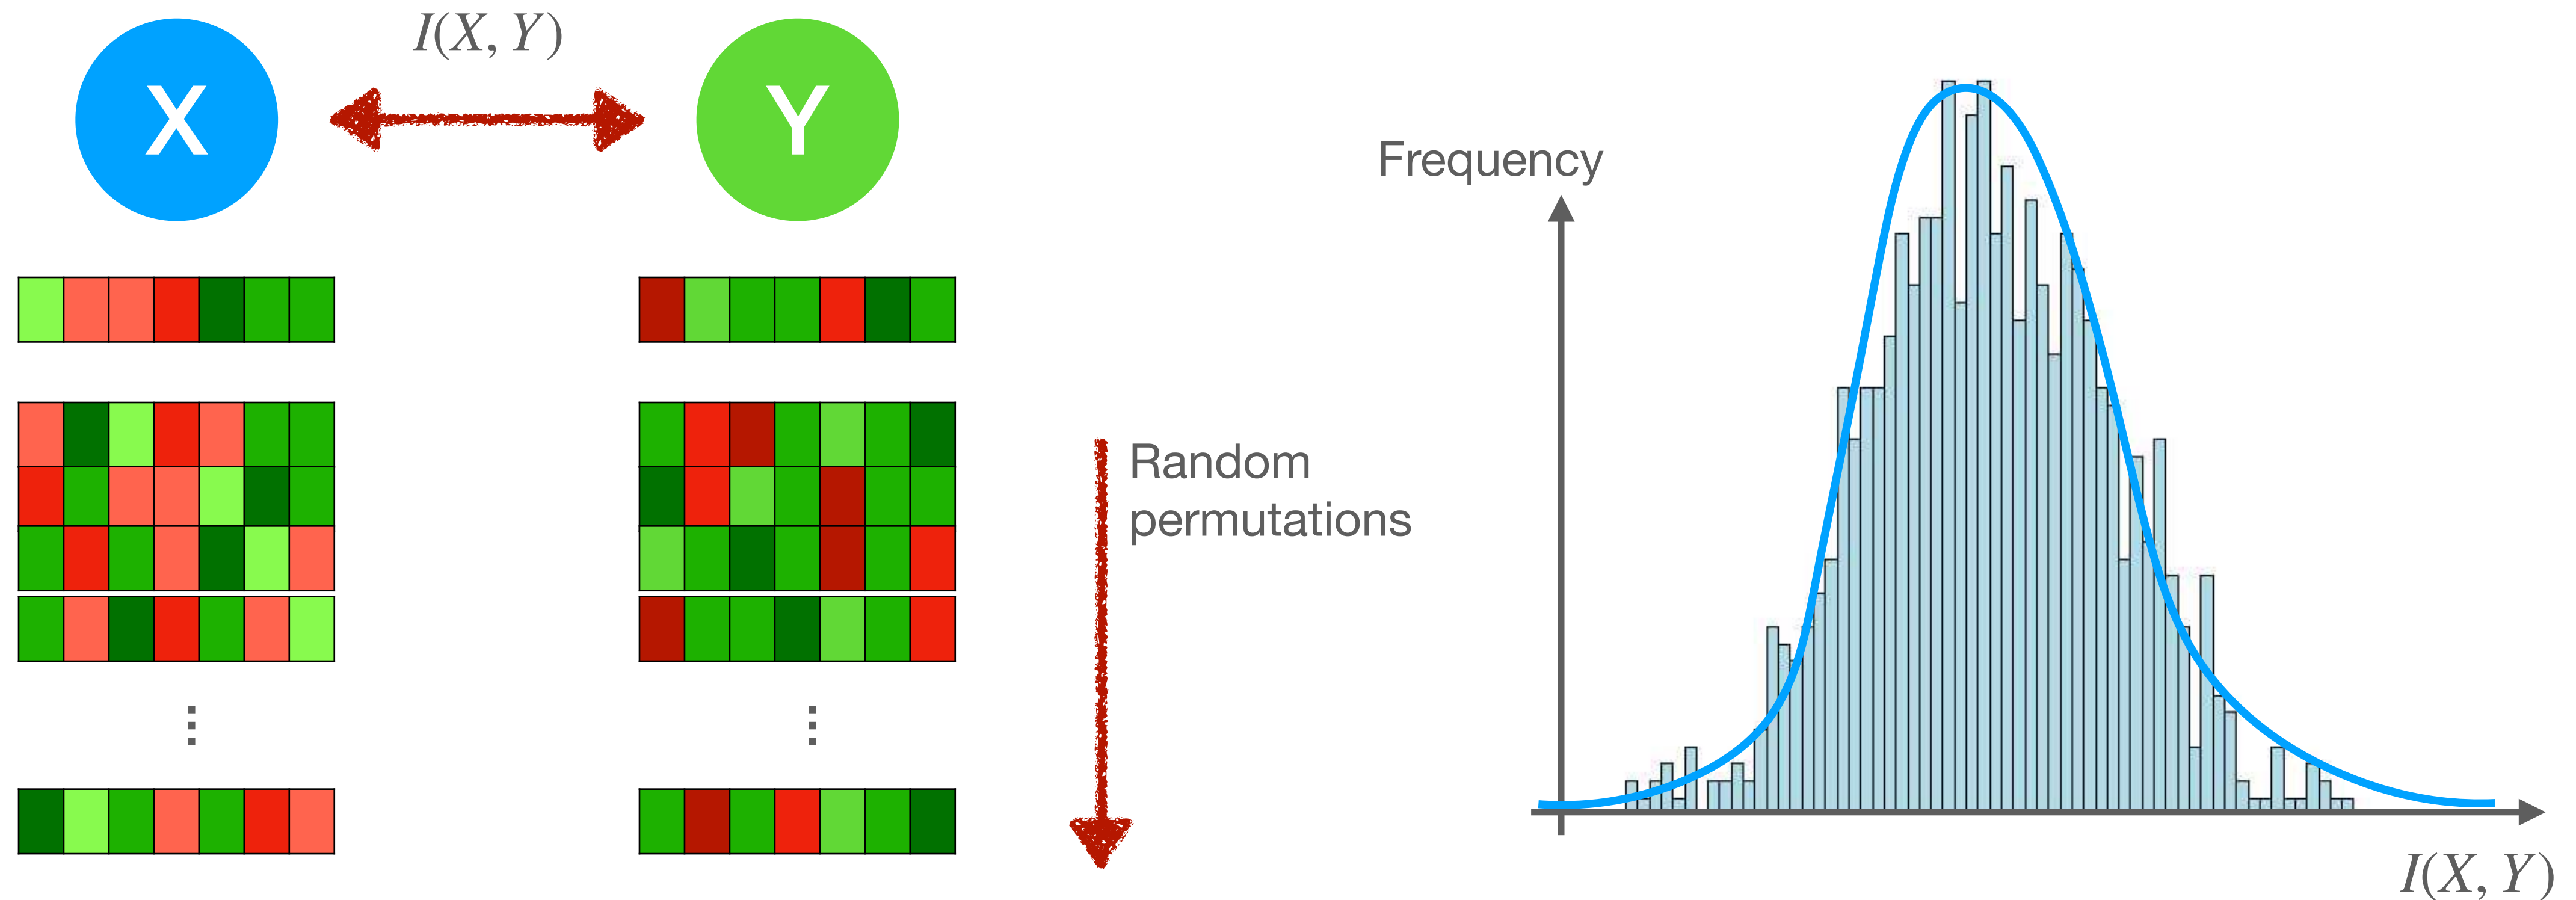 I(X, Y)
X
Y
Frequency
Random
permutations
I(X, Y)